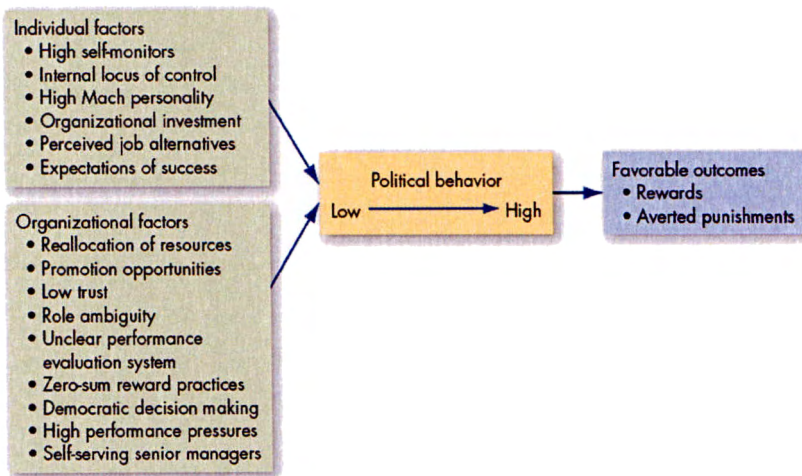 Individual factors
• High self-monitors
• Internal locus of control
• High Mach personality
• Organizational investment
• Perceived job alternatives
• Expectations of success
Organizational factors
• Reallocation of resources
• Promotion opportunities
• Low trust
• Role ambiguity
• Unclear performance
evaluation system
• Zero-sum reward practices
• Democratic decision making
• High performance pressures
• Self-serving senior managers
Political behavior
Low High
Favorable outcomes
• Rewards
• Averted punishments